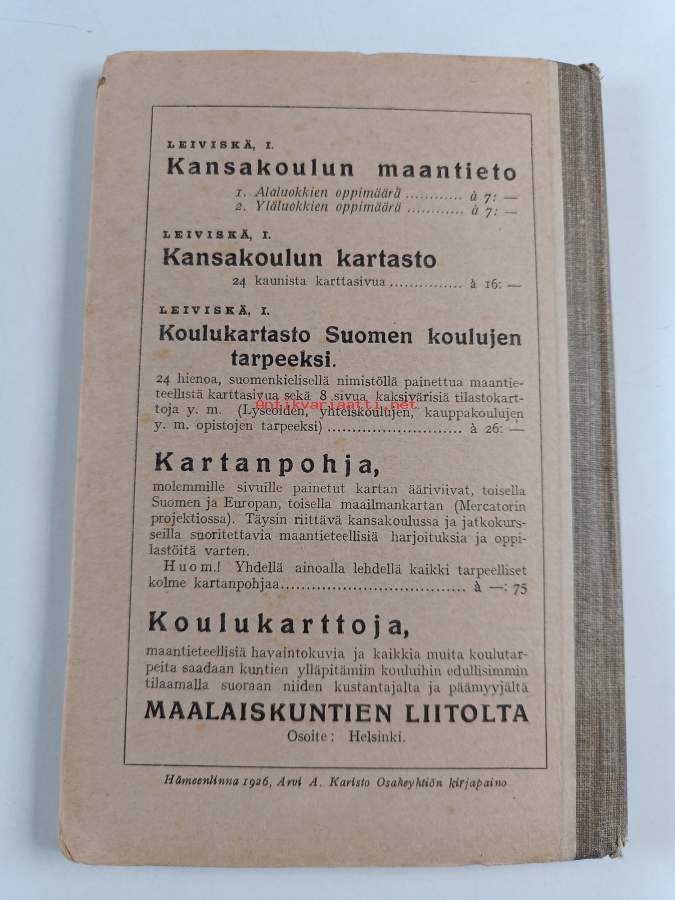 LEIVISKÄ, I.
Kansakoulun maantieto
1. Alaluokkien oppimäärä ............ à 7: —
2. Yläluokkien oppimäärä ............ à 7: —
LEIVISKÄ, I.
Kansakoulun kartasto
24 kaunista karttasivua ............... à 16: —
LEIVISKÄ, I.
Koulukartasto Suomen koulujen
tarpeeksi.
24 hienoa, suomenkielisellä nimistöllä painettua maantie-
teellistä karttasivua sekä 8 sivua kaksivärisiä tilastokart-
toja y. m. (Lyseoiden, yhteiskoulujen, kauppakoulujen
Antikvariaatti.net
y. m. opistojen tarpeeksi) ............................ à 26: —
Kartanpohja,
molemmille sivuille painetut kartan ääriviivat, toisella
Suomen ja Europan, toisella maailmankartan (Mercatorin
projektiossa). Täysin riittävä kansakoulussa ja jatkokurs-
seilla suoritettavia maantieteellisiä harjoituksia ja oppi-
lastöitä varten.
Huom.! Yhdellä ainoalla lehdellä kaikki tarpeelliset
kolme kartanpohjaa .................................... à —: 75
Koulukarttoja,
maantieteellisiä havaintokuvia ja kaikkia muita koulutar-
peita saadaan kuntien ylläpitämiin kouluihin edullisimmin
tilaamalla suoraan niiden kustantajalta ja päämyyjältä
MAALAISKUNTIEN LIITOLTA
Osoite: Helsinki.
Hämeenlinna 1926, Arvi A. Karisto Osakeyhtiön kirjapaino